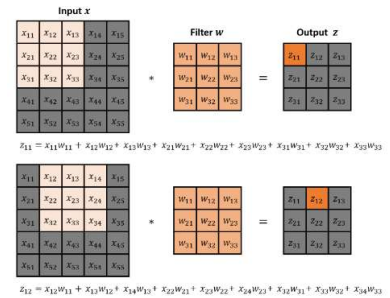 Input x Filter w Output z
x11 x12 x13 x14 x15
x21 x22 x23 x24 x25 w11 w12 w13 z11 z12 z13
x31 x32 x33 x34 x35 * w21 w22 w23 = z21 z22 z23
x41 x42 x43 x44 x45 w31 w32 w33 z31 z32 z33
x51 x52 x53 x54 x55
z11 = x11w11 + x12w12 + x13w13 + x21w21 + x22w22 + x23w23 + x31w31 + x32w32 + x33w33
x11 x12 x13 x14 x15
x21 x22 x23 x24 x25 w11 w12 w13 z11 z12 z13
x31 x32 x33 x34 x35 * w21 w22 w23 = z21 z22 z23
x41 x42 x43 x44 x45 w31 w32 w33 z31 z32 z33
x51 x52 x53 x54 x55
z12 = x12w11 + x13w12 + x14w13 + x22w21 + x23w22 + x24w23 + x32w31 + x33w32 + x34w33